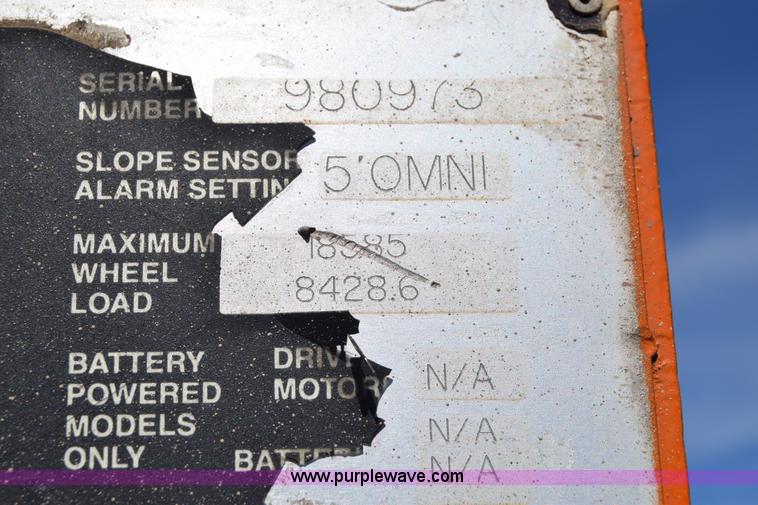 SERIAL
NUMBER 980973
SLOPE SENSOR
ALARM SETTIN 5'OMNI
MAXIMUM
WHEEL
LOAD
18585
8428.6
BATTERY
POWERED
MODELS
ONLY
DRIVE
MOTOR N/A
N/A
BATTE N/A
www.purplewave.com